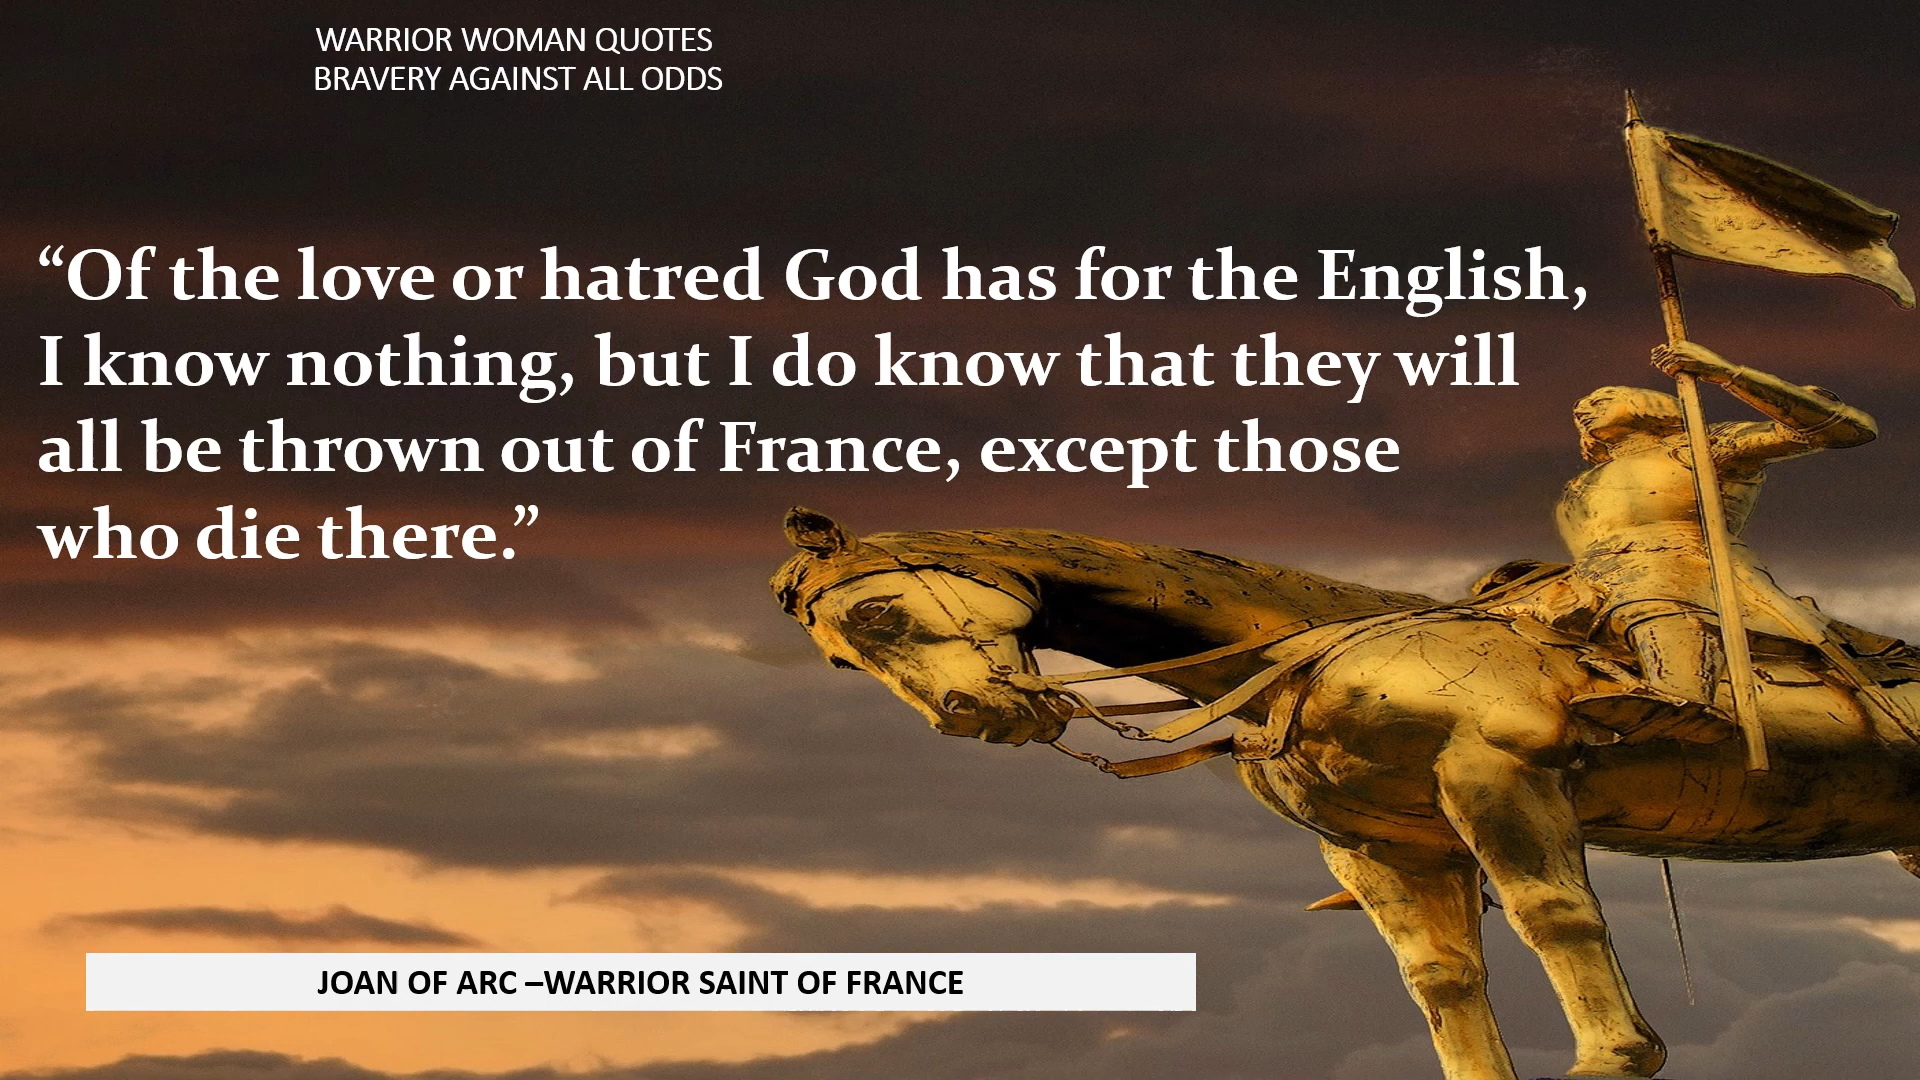 WARRIOR WOMAN QUOTES
BRAVERY AGAINST ALL ODDS
“Of the love or hatred God has for the English,
I know nothing, but I do know that they will
all be thrown out of France, except those
who die there.”
JOAN OF ARC –WARRIOR SAINT OF FRANCE